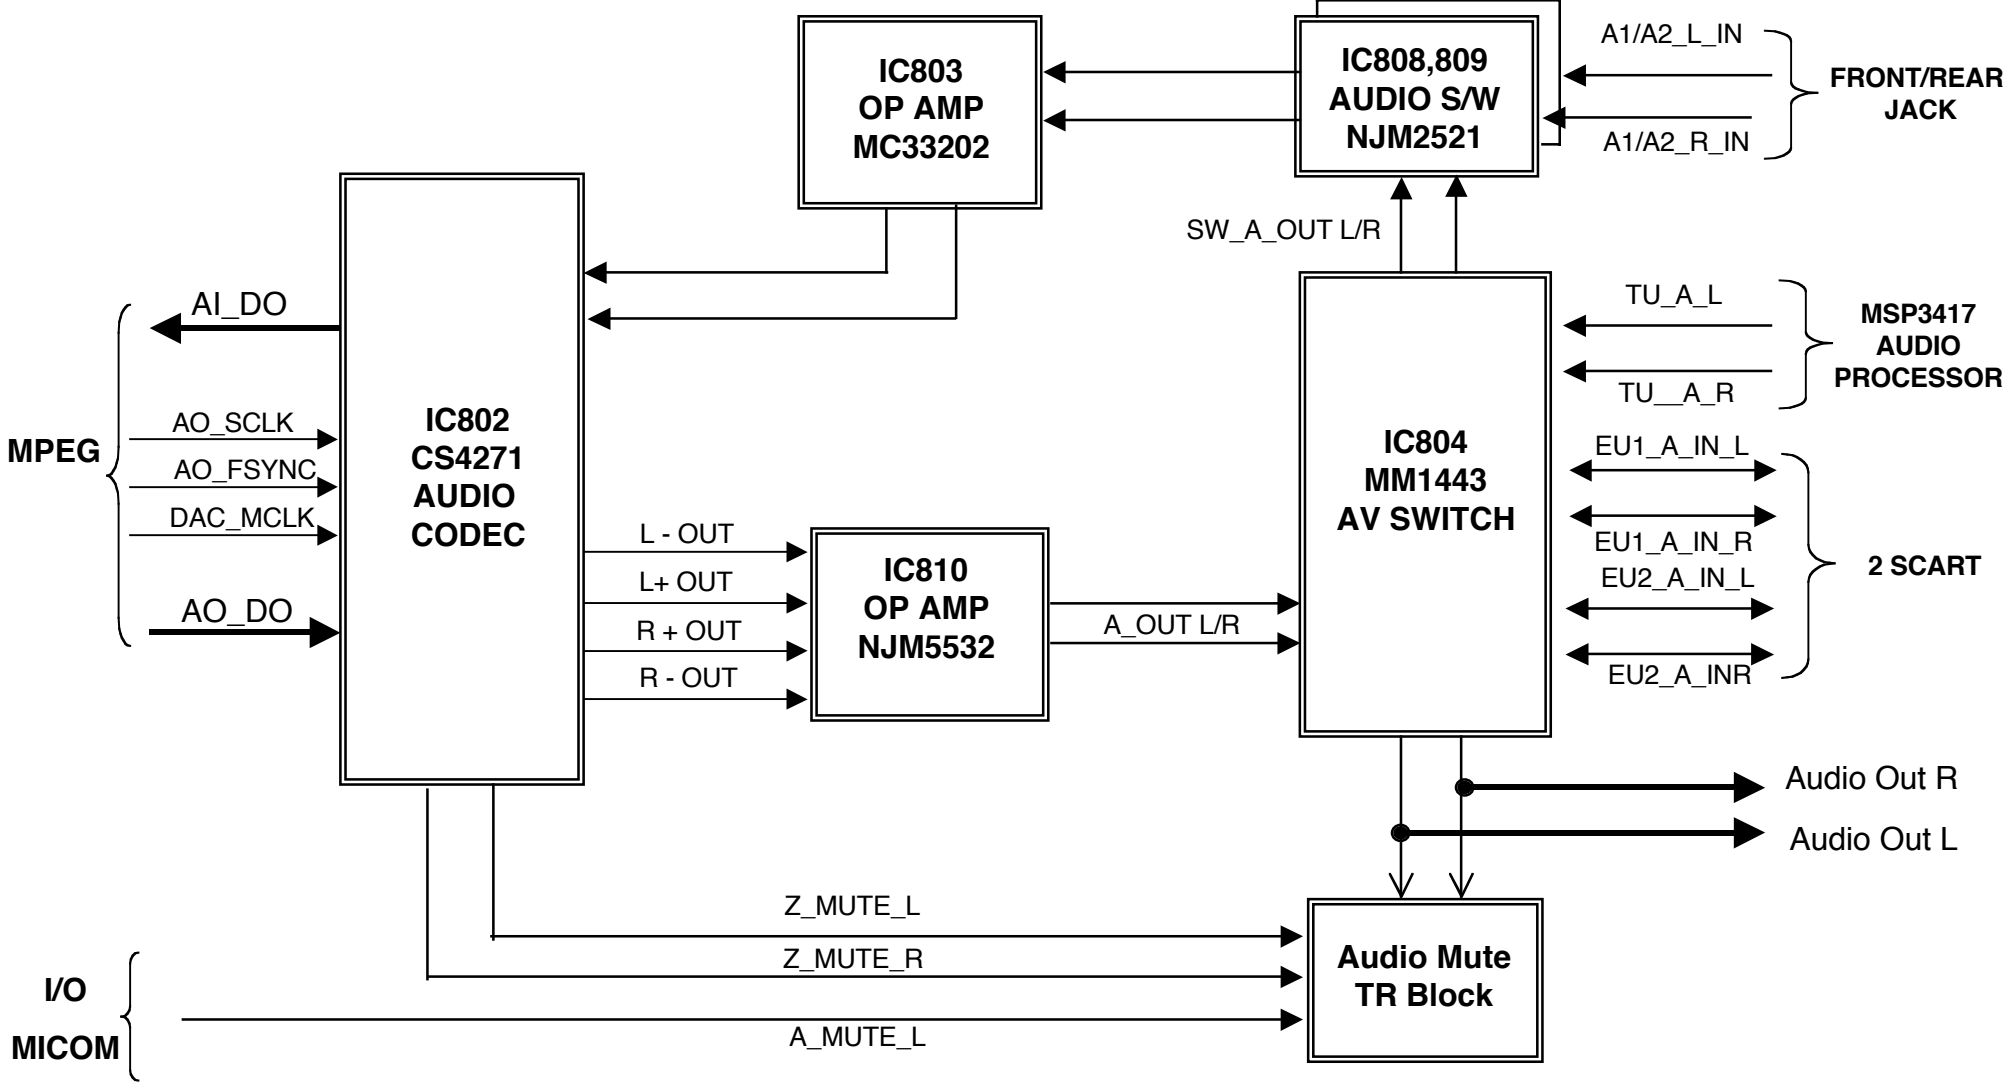 IC803
OP AMP
MC33202
IC808,809
AUDIO S/W
NJM2521
A1/A2_L_IN
A1/A2_R_IN
FRONT/REAR
JACK
SW_A_OUT L/R
TU_A_L
TU__A_R
MSP3417
AUDIO
PROCESSOR
MPEG
AI_DO
AO_SCLK
AO_FSYNC
DAC_MCLK
AO_DO
IC802
CS4271
AUDIO
CODEC
L - OUT
L+ OUT
R + OUT
R - OUT
IC810
OP AMP
NJM5532
A_OUT L/R
IC804
MM1443
AV SWITCH
EU1_A_IN_L
EU1_A_IN_R
EU2_A_IN_L
EU2_A_INR
2 SCART
Audio Out R
Audio Out L
Z_MUTE_L
Z_MUTE_R
A_MUTE_L
I/O
MICOM
Audio Mute
TR Block